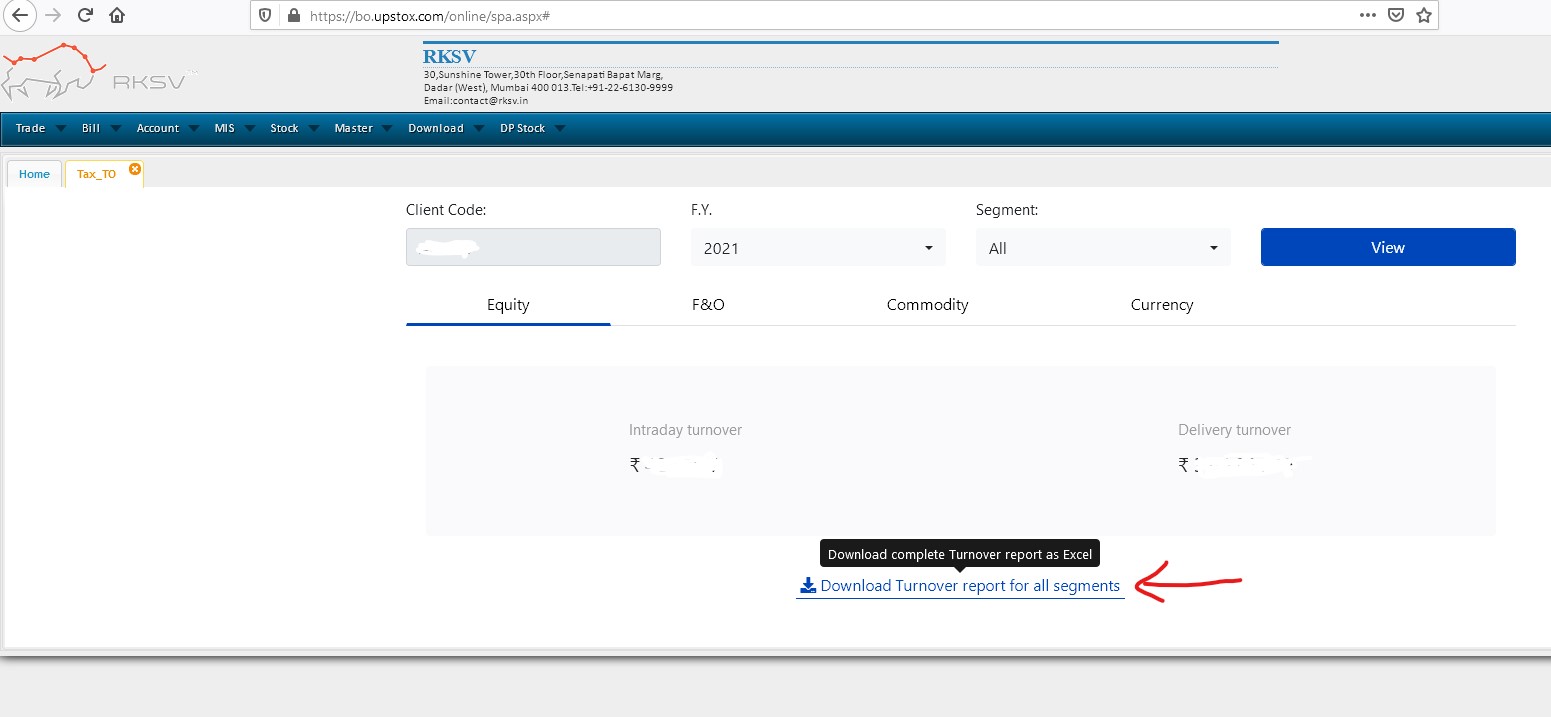 https://bo.upstox.com/online/spa.aspx#
RKSV
RKSV
30,Sunshine Tower,30th Floor,Senapati Bapat Marg,
Dadar (West), Mumbai 400 013.Tel:+91-22-6130-9999
Email:contact@rksv.in
Trade Bill Account MIS Stock Master Download DP Stock
Home Tax_TO
Client Code: F.Y. Segment:
2021 All View
Equity F&O Commodity Currency
Intraday turnover Delivery turnover
₹ ₹
Download complete Turnover report as Excel
Download Turnover report for all segments